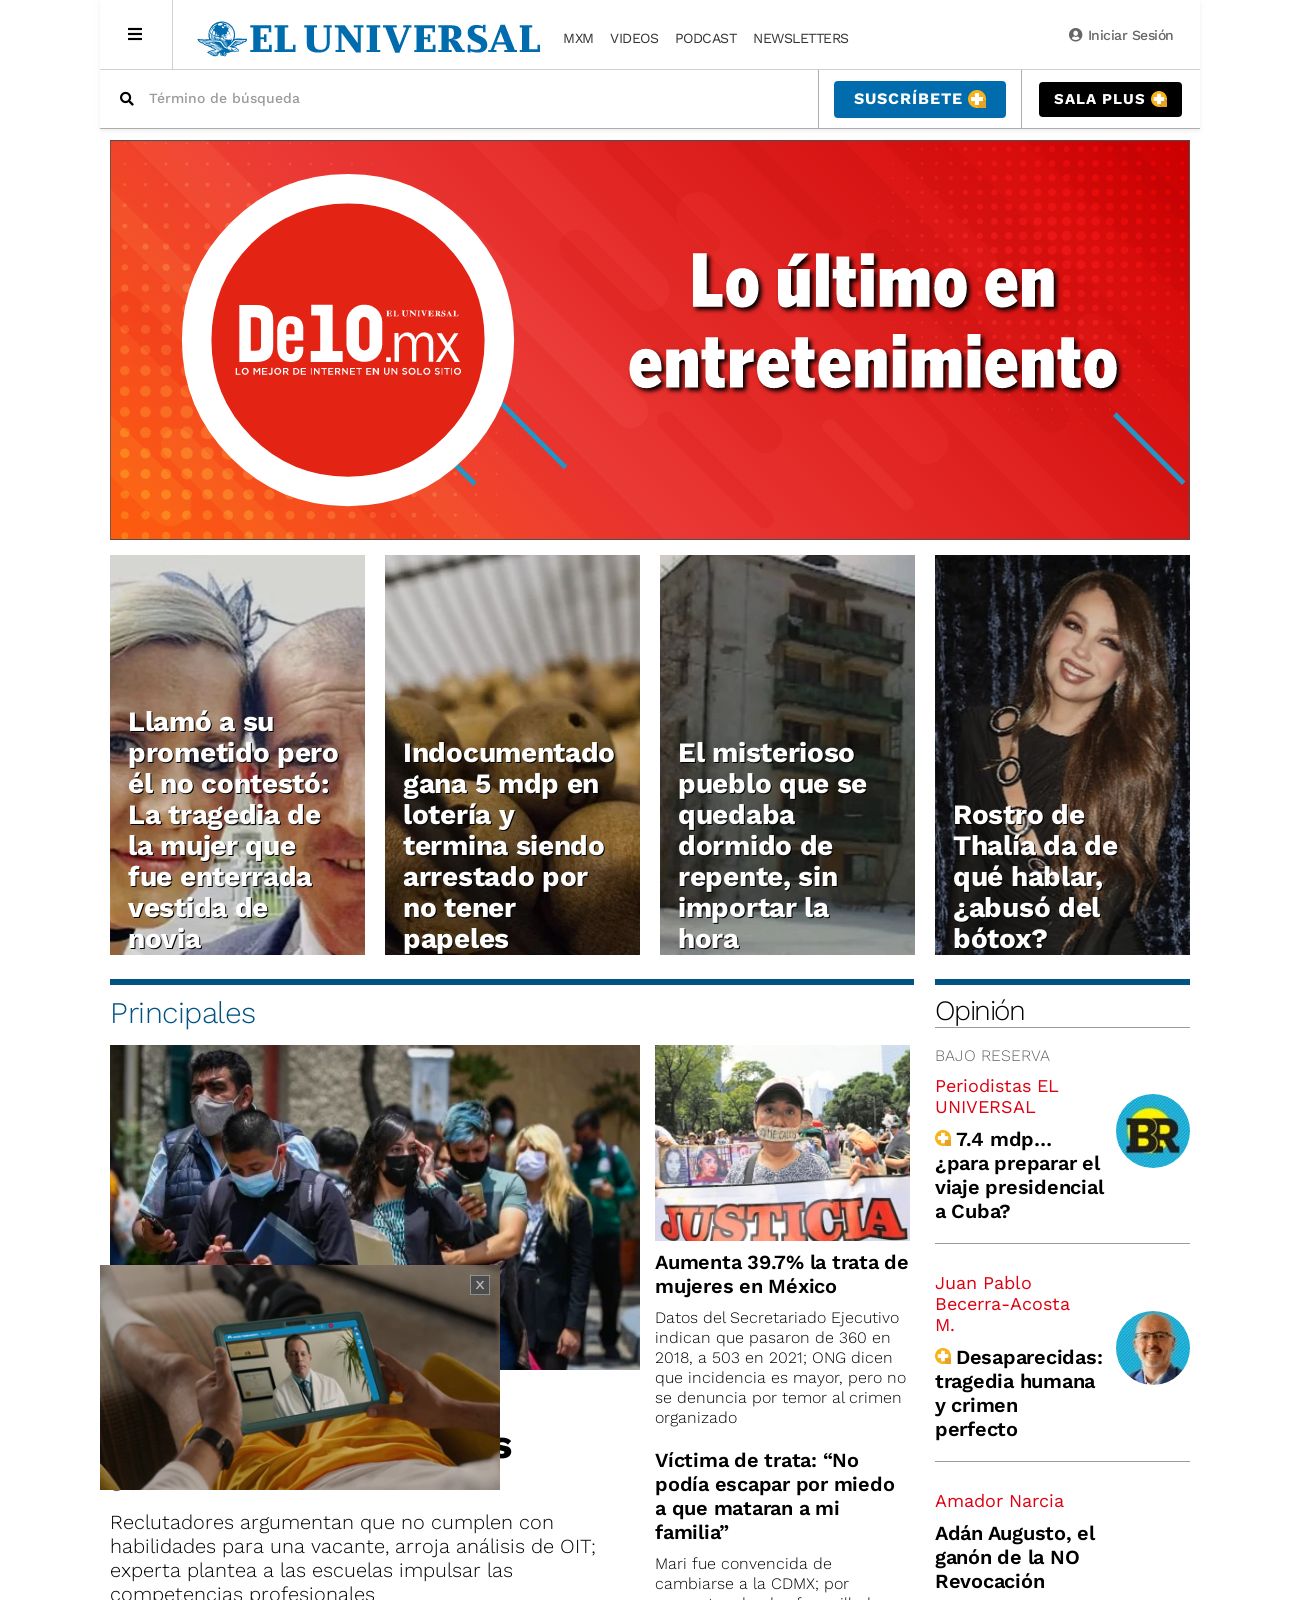 EL UNIVERSAL
MXM VIDEOS PODCAST NEWSLETTERS
Iniciar Sesión
Término de búsqueda
SUSCRÍBETE
SALA PLUS
EL UNIVERSAL
De10.mx
LO MEJOR DE INTERNET EN UN SOLO SITIO
Lo último en
entretenimiento
Llamó a su
prometido pero
él no contestó:
La tragedia de
la mujer que
fue enterrada
vestida de
novia
Indocumentado
gana 5 mdp en
lotería y
termina siendo
arrestado por
no tener
papeles
El misterioso
pueblo que se
quedaba
dormido de
repente, sin
importar la
hora
Rostro de
Thalía da de
qué hablar,
¿abusó del
bótox?
Principales
X
Reclutadores argumentan que no cumplen con
habilidades para una vacante, arroja análisis de OIT;
experta plantea a las escuelas impulsar las
competencias profesionales
JUSTICIA
Aumenta 39.7% la trata de
mujeres en México
Datos del Secretariado Ejecutivo
indican que pasaron de 360 en
2018, a 503 en 2021; ONG dicen
que incidencia es mayor, pero no
se denuncia por temor al crimen
organizado
Víctima de trata: “No
podía escapar por miedo
a que mataran a mi
familia”
Mari fue convencida de
cambiarse a la CDMX; por
Opinión
BAJO RESERVA
Periodistas EL
UNIVERSAL
7.4 mdp...
¿para preparar el
viaje presidencial
a Cuba?
BR
Juan Pablo
Becerra-Acosta
M.
Desaparecidas:
tragedia humana
y crimen
perfecto
Amador Narcia
Adán Augusto, el
ganón de la NO
Revocación